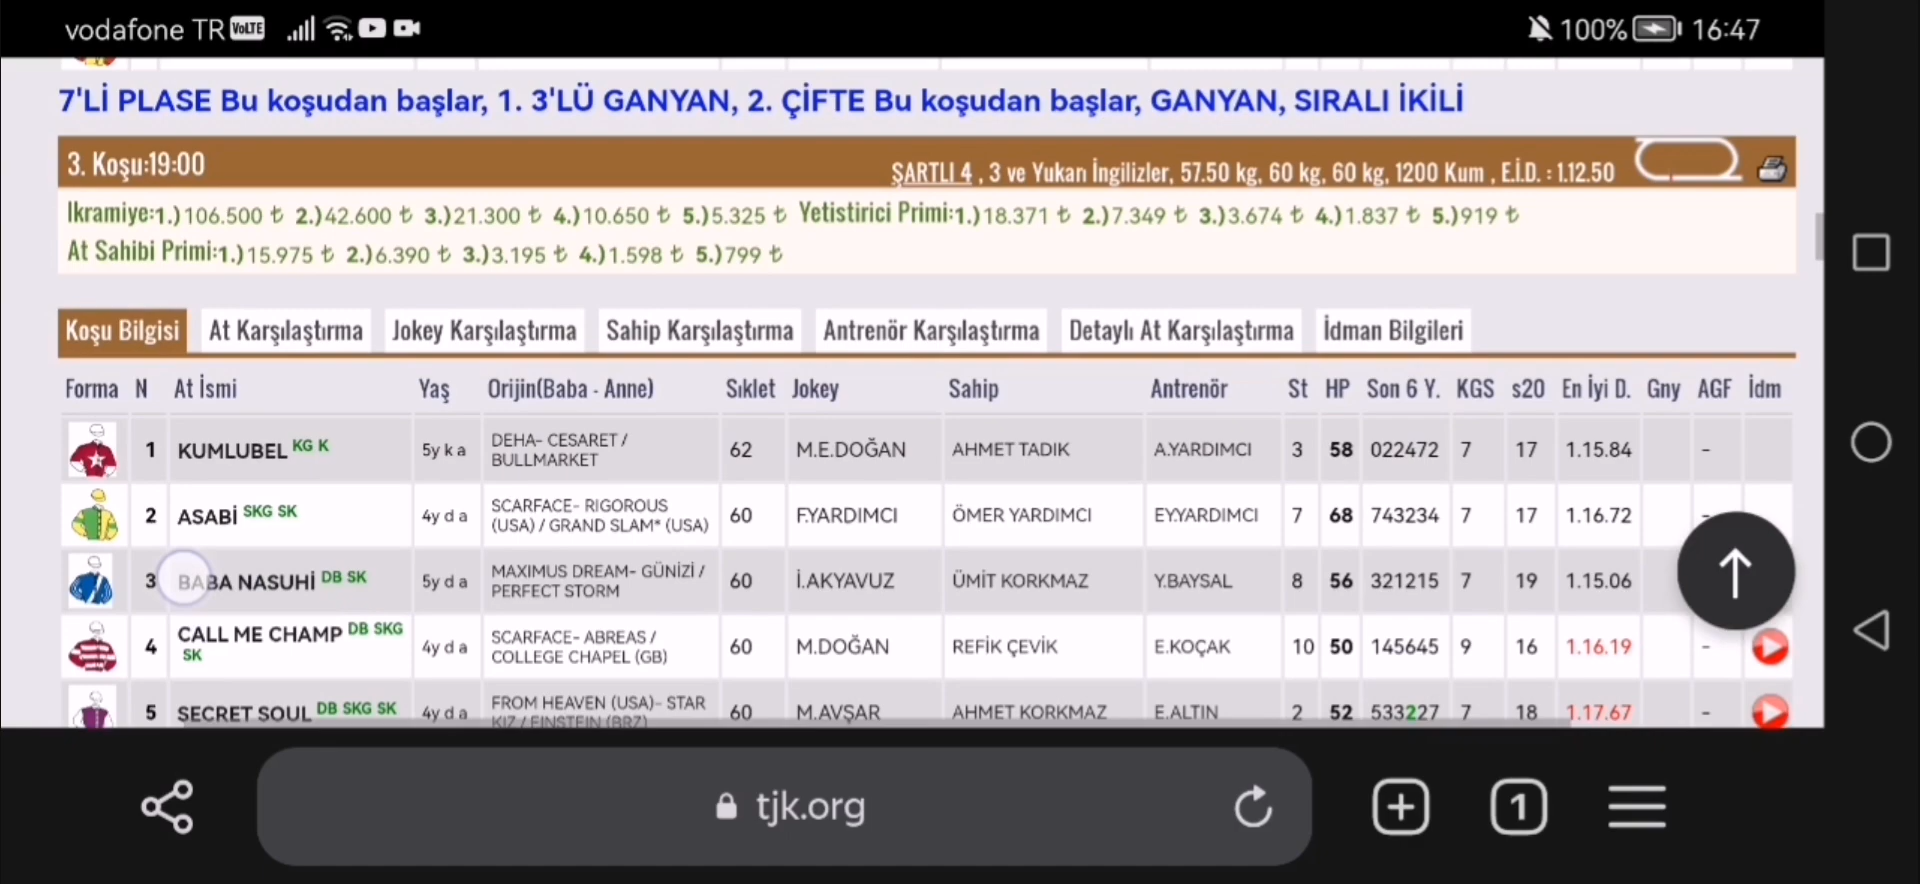 vodafone TR VoLTE 100% 16:47
7'Lİ PLASE Bu koşudan başlar, 1. 3'LÜ GANYAN, 2. ÇİFTE Bu koşudan başlar, GANYAN, SIRALI İKİLİ
3. Koşu:19:00 ŞARTLI 4 , 3 ve Yukarı İngilizler, 57.50 kg, 60 kg, 60 kg, 1200 Kum , E.İ.D. : 1.12.50
Ikramiye:1.)106.500 ₺ 2.)42.600 ₺ 3.)21.300 ₺ 4.)10.650 ₺ 5.)5.325 ₺ Yetistirici Primi:1.)18.371 ₺ 2.)7.349 ₺ 3.)3.674 ₺ 4.)1.837 ₺ 5.)919 ₺
At Sahibi Primi:1.)15.975 ₺ 2.)6.390 ₺ 3.)3.195 ₺ 4.)1.598 ₺ 5.)799 ₺
Koşu Bilgisi At Karşılaştırma Jokey Karşılaştırma Sahip Karşılaştırma Antrenör Karşılaştırma Detaylı At Karşılaştırma İdman Bilgileri
Forma N At İsmi Yaş Orijin(Baba - Anne) Sıklet Jokey Sahip Antrenör St HP Son 6 Y. KGS s20 En İyi D. Gny AGF İdm
1 KUMLUBEL KG K 5y k a DEHA- CESARET / BULLMARKET 62 M.E.DOĞAN AHMET TADIK A.YARDIMCI 3 58 022472 7 17 1.15.84 -
2 ASABİ SKG SK 4y d a SCARFACE- RIGOROUS (USA) / GRAND SLAM* (USA) 60 F.YARDIMCI ÖMER YARDIMCI EY.YARDIMCI 7 68 743234 7 17 1.16.72 -
3 BABA NASUHİ DB SK 5y d a MAXIMUS DREAM- GÜNİZİ / PERFECT STORM 60 İ.AKYAVUZ ÜMİT KORKMAZ Y.BAYSAL 8 56 321215 7 19 1.15.06
4 CALL ME CHAMP DB SKG SK 4y d a SCARFACE- ABREAS / COLLEGE CHAPEL (GB) 60 M.DOĞAN REFİK ÇEVİK E.KOÇAK 10 50 145645 9 16 1.16.19 -
5 SECRET SOUL DB SKG SK 4y d a FROM HEAVEN (USA)- STAR KIZ / EINSTEIN (BRZ) 60 M.AVŞAR AHMET KORKMAZ E.ALTIN 2 52 533227 7 18 1.17.67 -
tjk.org 1